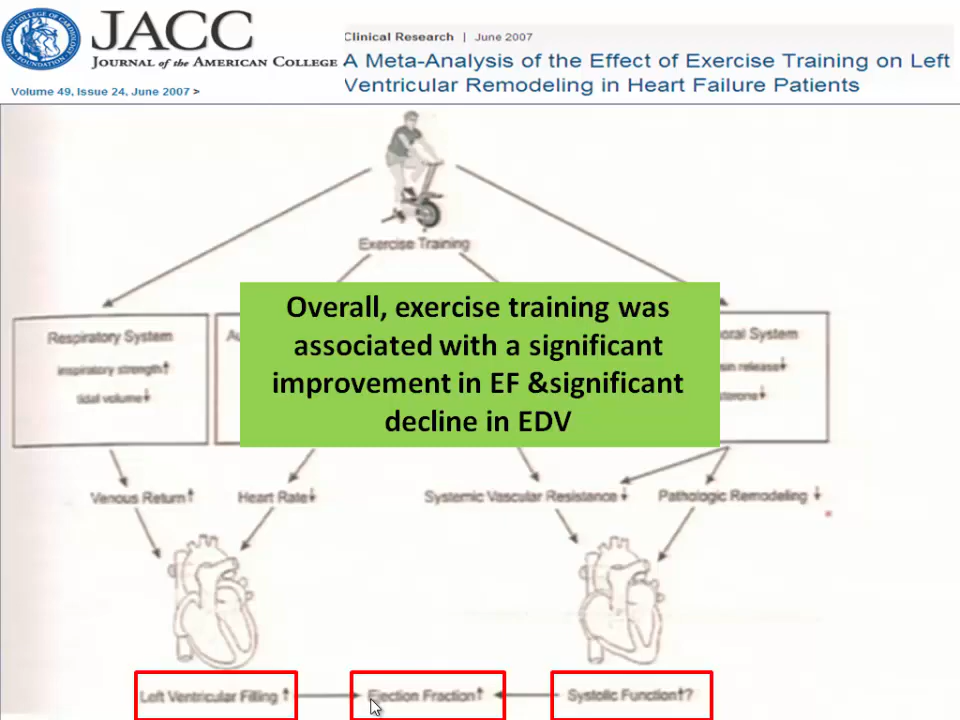 JACC
JOURNAL of the AMERICAN COLLEGE
Volume 49, Issue 24, June 2007 >
Clinical Research | June 2007
A Meta-Analysis of the Effect of Exercise Training on Left
Ventricular Remodeling in Heart Failure Patients
Exercise Training
Overall, exercise training was
associated with a significant
improvement in EF &significant
decline in EDV
Respiratory System
inspiratory strength↑
tidal volume↓
System
release↓
Venous Return↑
Heart Rate↓
Systemic Vascular Resistance ↓
Pathologic Remodeling ↓
Left Ventricular Filling ↑
Ejection Fraction↑
Systolic Function↑?